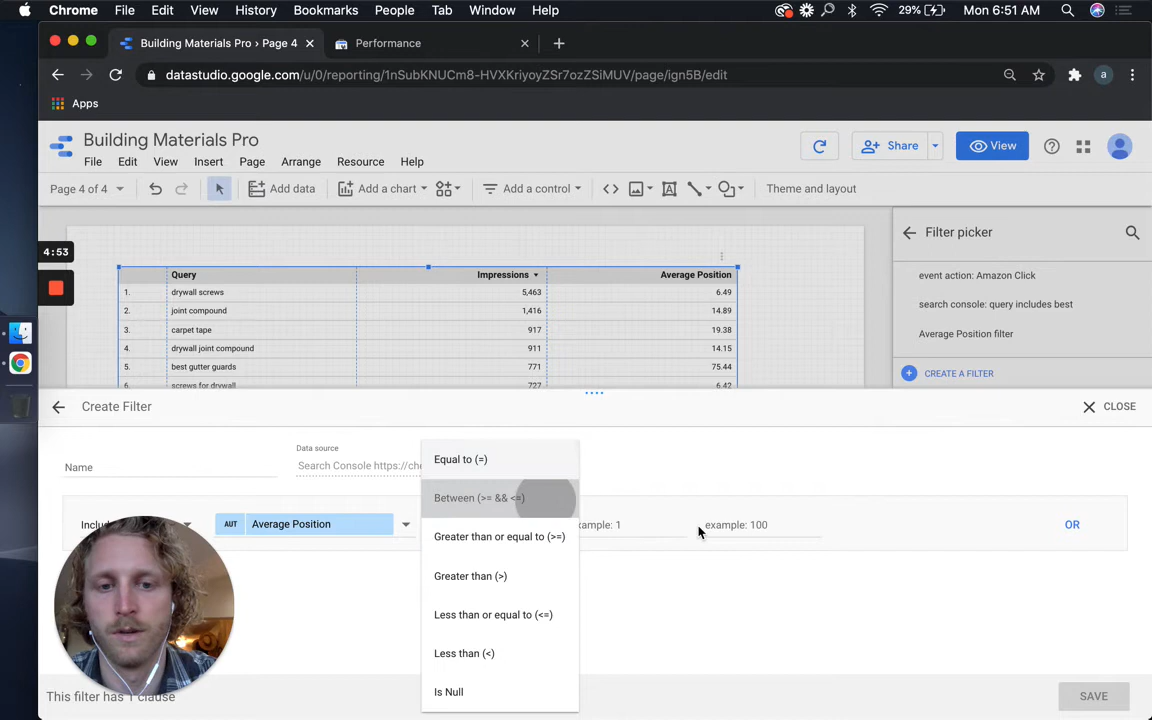 Chrome File Edit View History Bookmarks People Tab Window Help 29% Mon 6:51 AM
Building Materials Pro › Page 4 Performance
datastudio.google.com/u/0/reporting/1nSubKNUCm8-HVXKriyoyZSr7ozZSiMUV/page/ign5B/edit a
Apps
Building Materials Pro
Share View
File Edit View Insert Page Arrange Resource Help
Page 4 of 4 Add data Add a chart Add a control Theme and layout
4:53
Filter picker
Query Impressions Average Position
1. drywall screws 5,463 6.49
2. joint compound 1,416 14.89
3. carpet tape 917 19.38
4. drywall joint compound 911 14.15
5. best gutter guards 771 75.44
6. screws for drywall 727 6.42
event action: Amazon Click
search console: query includes best
Average Position filter
CREATE A FILTER
Create Filter CLOSE
Name
Data source
Search Console https://che
Equal to (=)
Between (>= && <=)
Greater than or equal to (>=)
Greater than (>)
Less than or equal to (<=)
Less than (<)
Is Null
Includ AUT Average Position xample: 1 example: 100 OR
This filter has 1 clause
SAVE